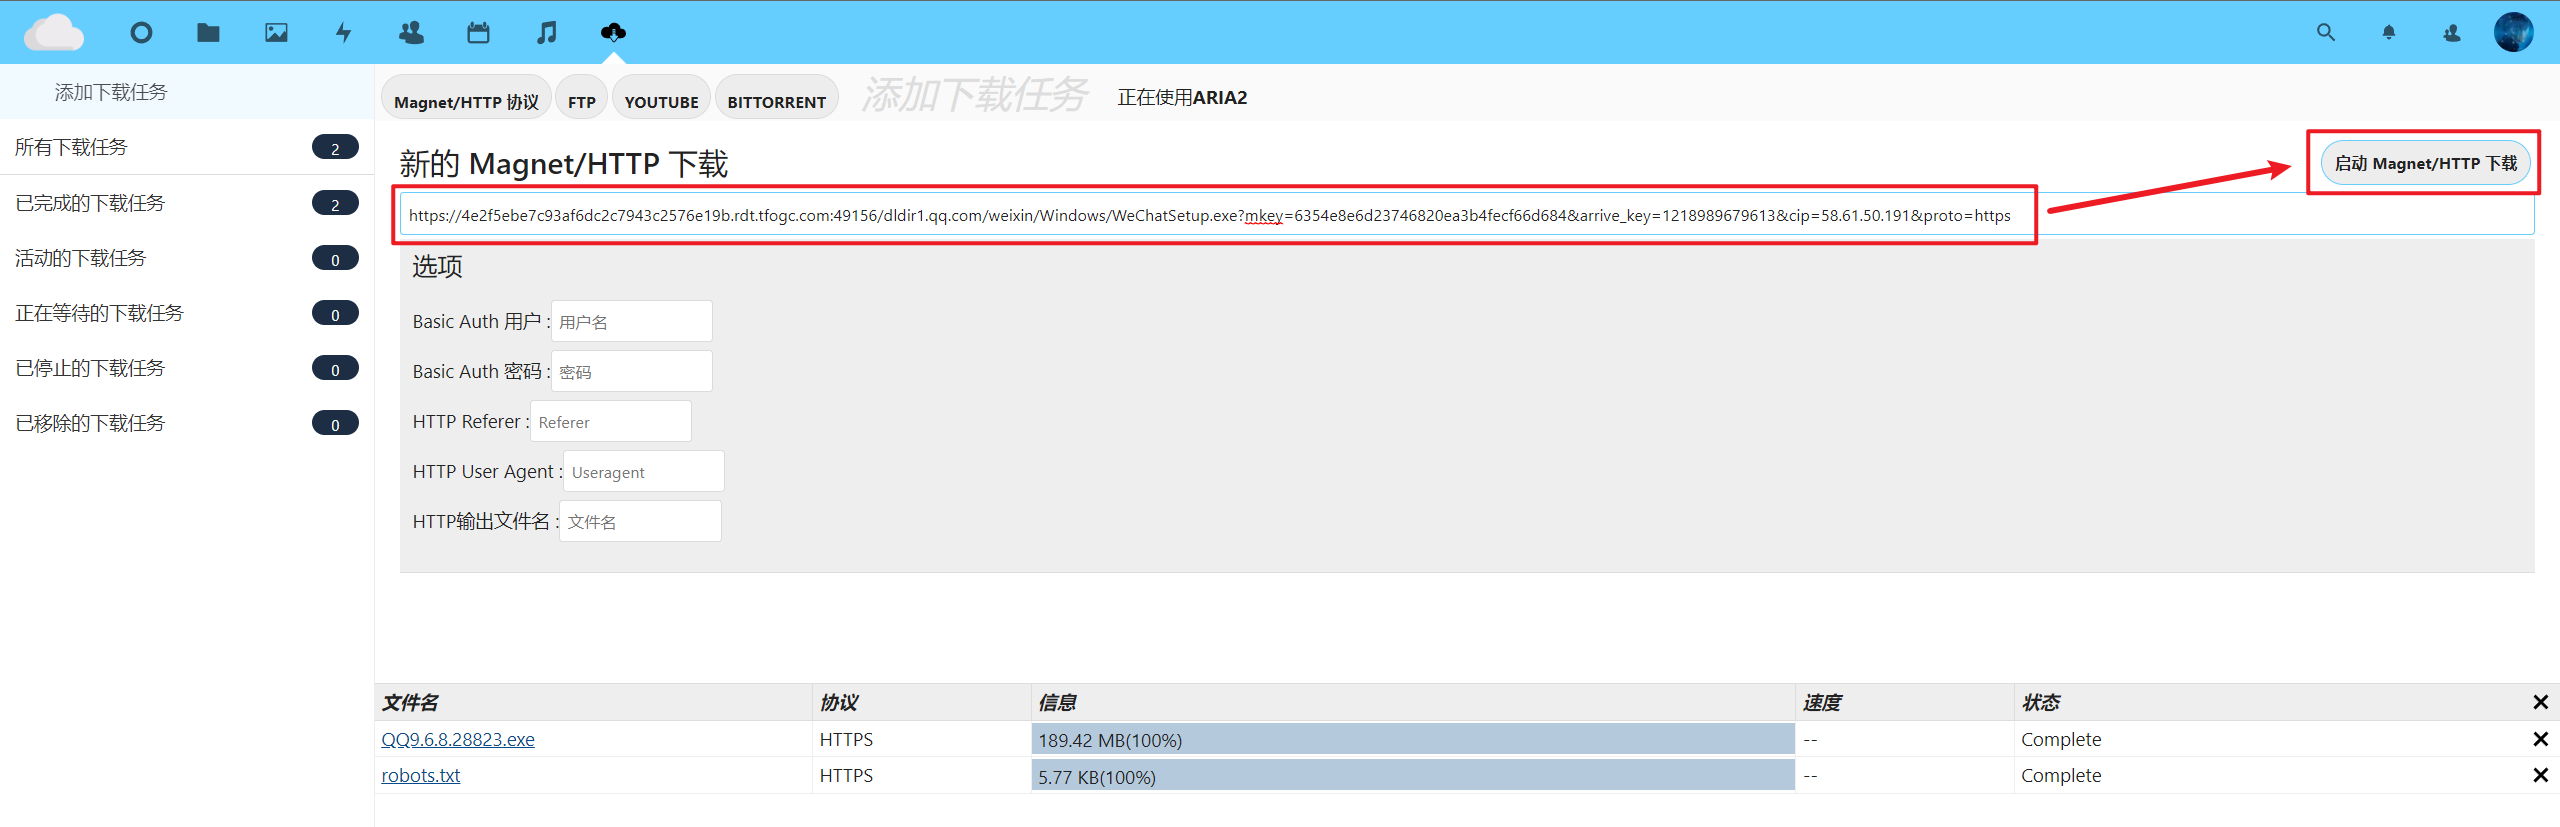 添加下载任务
所有下载任务 2
已完成的下载任务 2
活动的下载任务 0
正在等待的下载任务 0
已停止的下载任务 0
已移除的下载任务 0
Magnet/HTTP 协议 FTP YOUTUBE BITTORRENT 添加下载任务 正在使用ARIA2
新的 Magnet/HTTP 下载
启动 Magnet/HTTP 下载
https://4e2f5ebe7c93af6dc2c7943c2576e19b.rdt.tfogc.com:49156/dldir1.qq.com/weixin/Windows/WeChatSetup.exe?mkey=6354e8e6d23746820ea3b4fecf66d684&arrive_key=1218989679613&cip=58.61.50.191&proto=https
选项
Basic Auth 用户 : 用户名
Basic Auth 密码 : 密码
HTTP Referer : Referer
HTTP User Agent : Useragent
HTTP输出文件名 : 文件名
文件名 协议 信息 速度 状态
QQ9.6.8.28823.exe HTTPS 189.42 MB(100%) -- Complete
robots.txt HTTPS 5.77 KB(100%) -- Complete